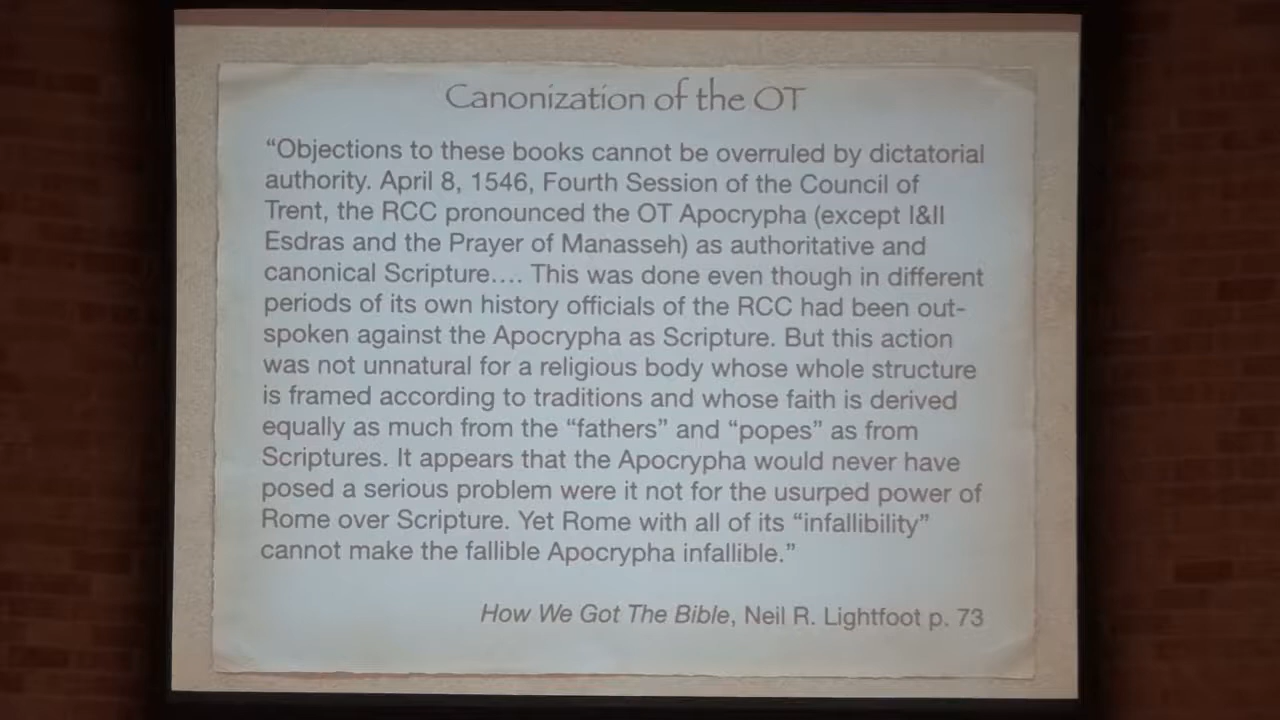 Canonization of the OT
“Objections to these books cannot be overruled by dictatorial
authority. April 8, 1546, Fourth Session of the Council of
Trent, the RCC pronounced the OT Apocrypha (except I&II
Esdras and the Prayer of Manasseh) as authoritative and
canonical Scripture.... This was done even though in different
periods of its own history officials of the RCC had been out-
spoken against the Apocrypha as Scripture. But this action
was not unnatural for a religious body whose whole structure
is framed according to traditions and whose faith is derived
equally as much from the “fathers” and “popes” as from
Scriptures. It appears that the Apocrypha would never have
posed a serious problem were it not for the usurped power of
Rome over Scripture. Yet Rome with all of its “infallibility”
cannot make the fallible Apocrypha infallible.”
How We Got The Bible, Neil R. Lightfoot p. 73